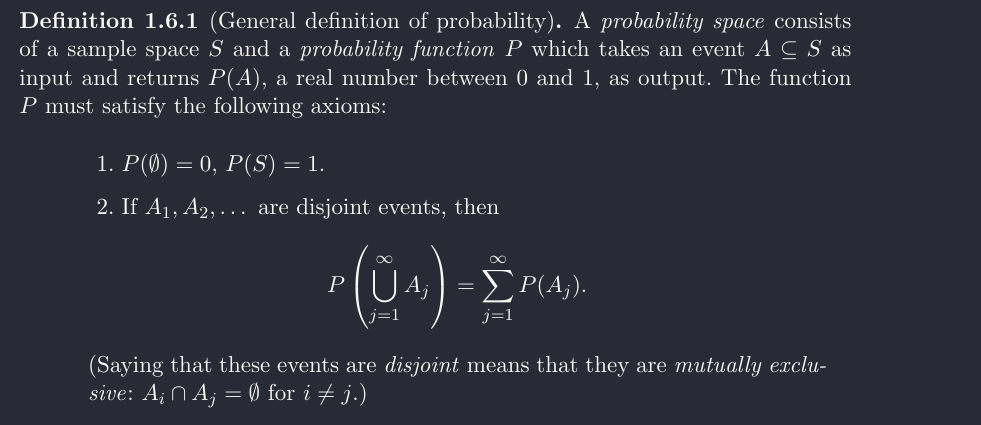 Definition 1.6.1 (General definition of probability). A probability space consists
of a sample space S and a probability function P which takes an event A ⊆ S as
input and returns P(A), a real number between 0 and 1, as output. The function
P must satisfy the following axioms:
1. P(∅) = 0, P(S) = 1.
2. If A₁, A₂, . . . are disjoint events, then
P(⋃_{j=1}^{∞} A_j) = ∑_{j=1}^{∞} P(A_j).
(Saying that these events are disjoint means that they are mutually exclu-
sive: A_i ∩ A_j = ∅ for i ≠ j.)